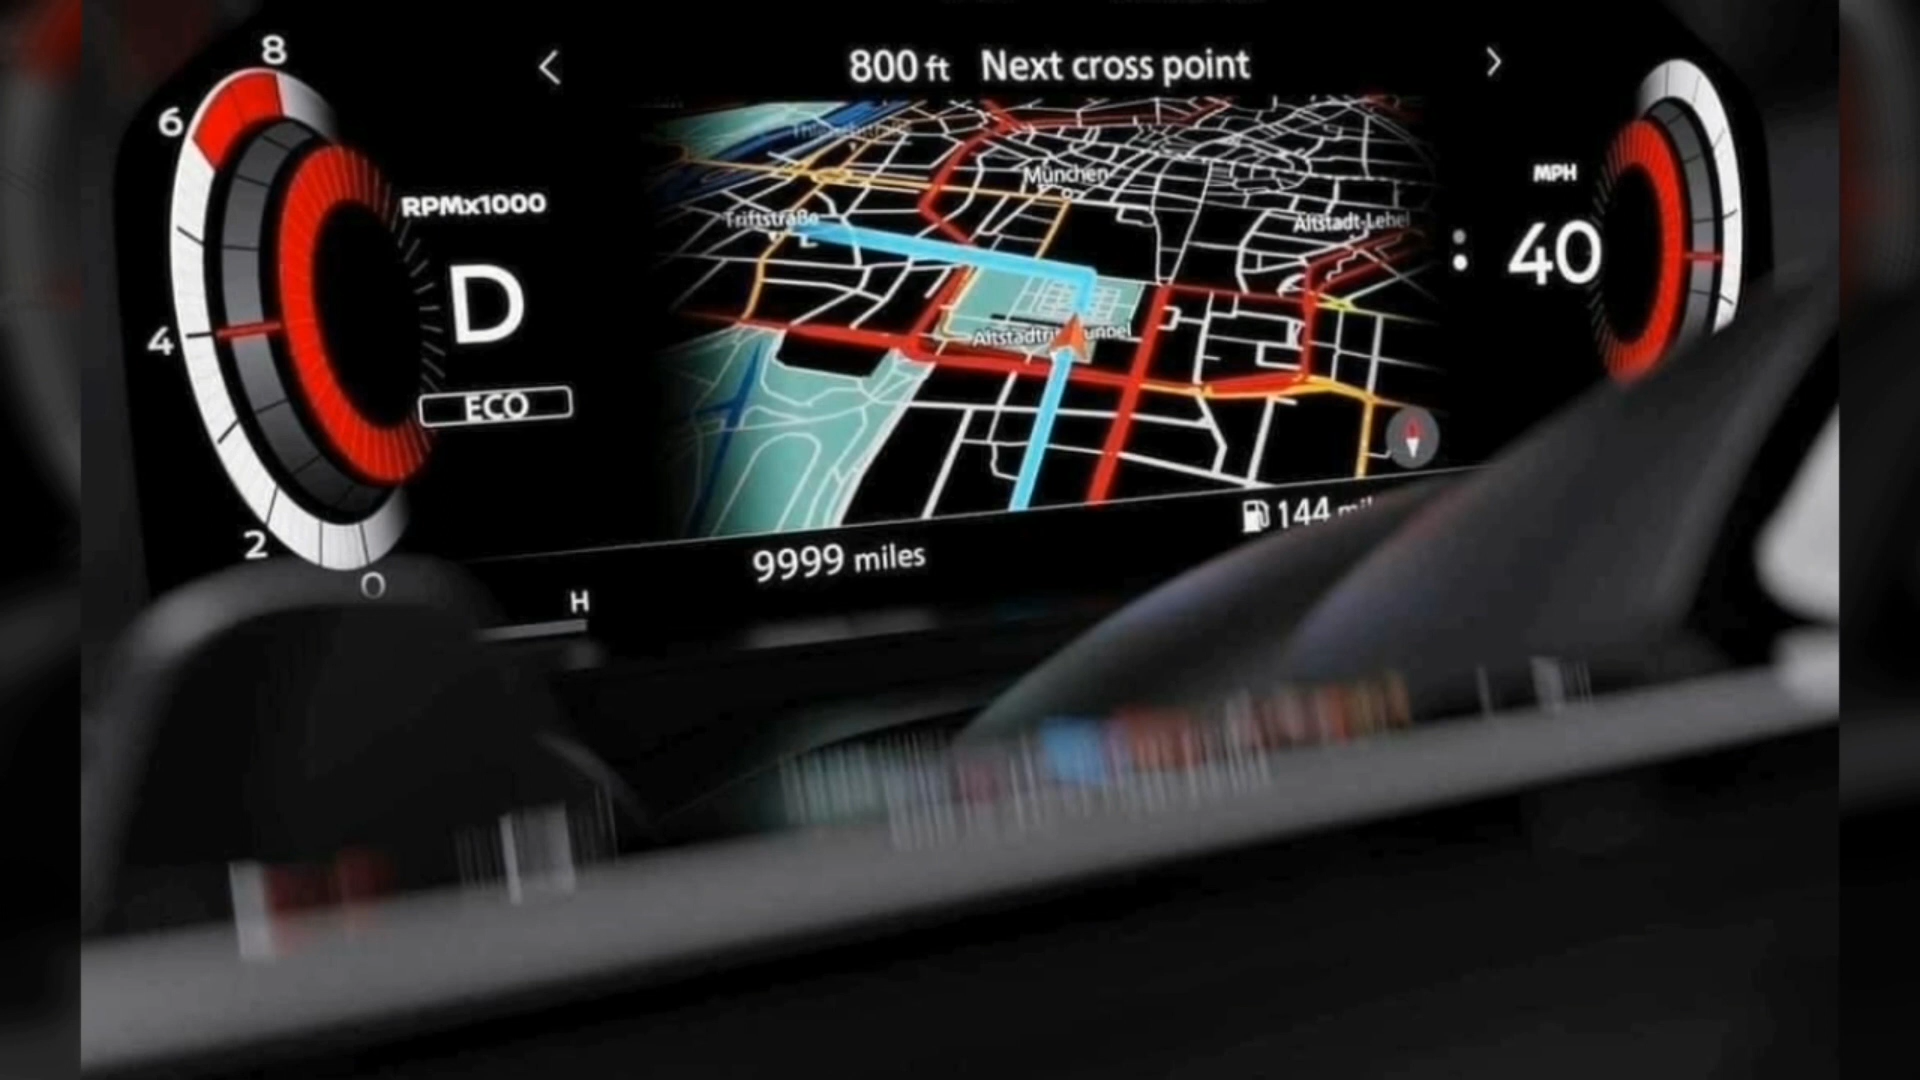 800 ft Next cross point
8
6
4
2
0
RPMx1000
D
ECO
München
Triftstraße
Altstadt-Lehel
MPH
40
144
9999 miles
H